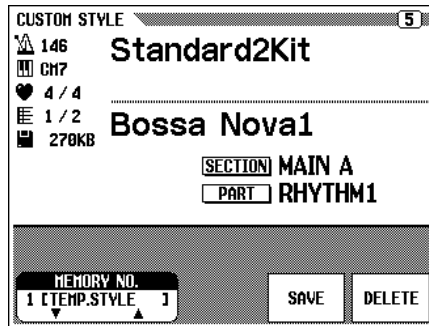 CUSTOM STYLE 5
146
Standard2Kit
CM7
4/4
1/2
Bossa Nova1
270KB
SECTION MAIN A
PART RHYTHM1
MEMORY NO.
1 [TEMP.STYLE ]
SAVE
DELETE